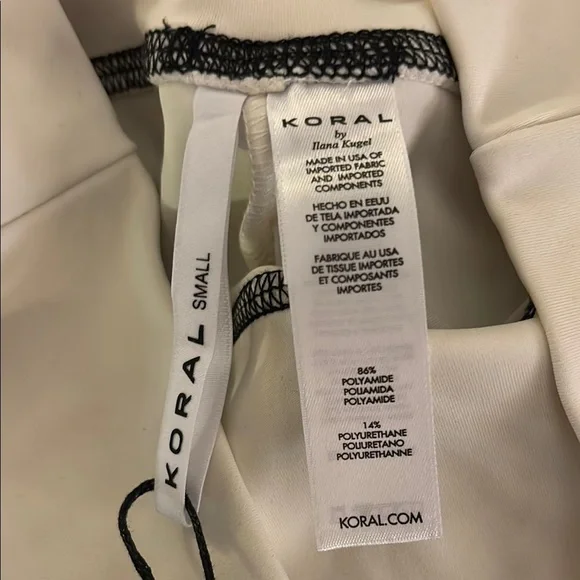 KORAL SMALL
KORAL
by
Ilana Kugel
MADE IN USA OF
IMPORTED FABRIC
AND IMPORTED
COMPONENTS
HECHO EN EEUU
DE TELA IMPORTADA
Y COMPONENTES
IMPORTADOS
FABRIQUE AU USA
DE TISSUE IMPORTES
ET COMPOSANTS
IMPORTES
86%
POLYAMIDE
POLIAMIDA
POLYAMIDE
14%
POLYURETHANE
POLIURETANO
POLYURETHANNE
KORAL.COM